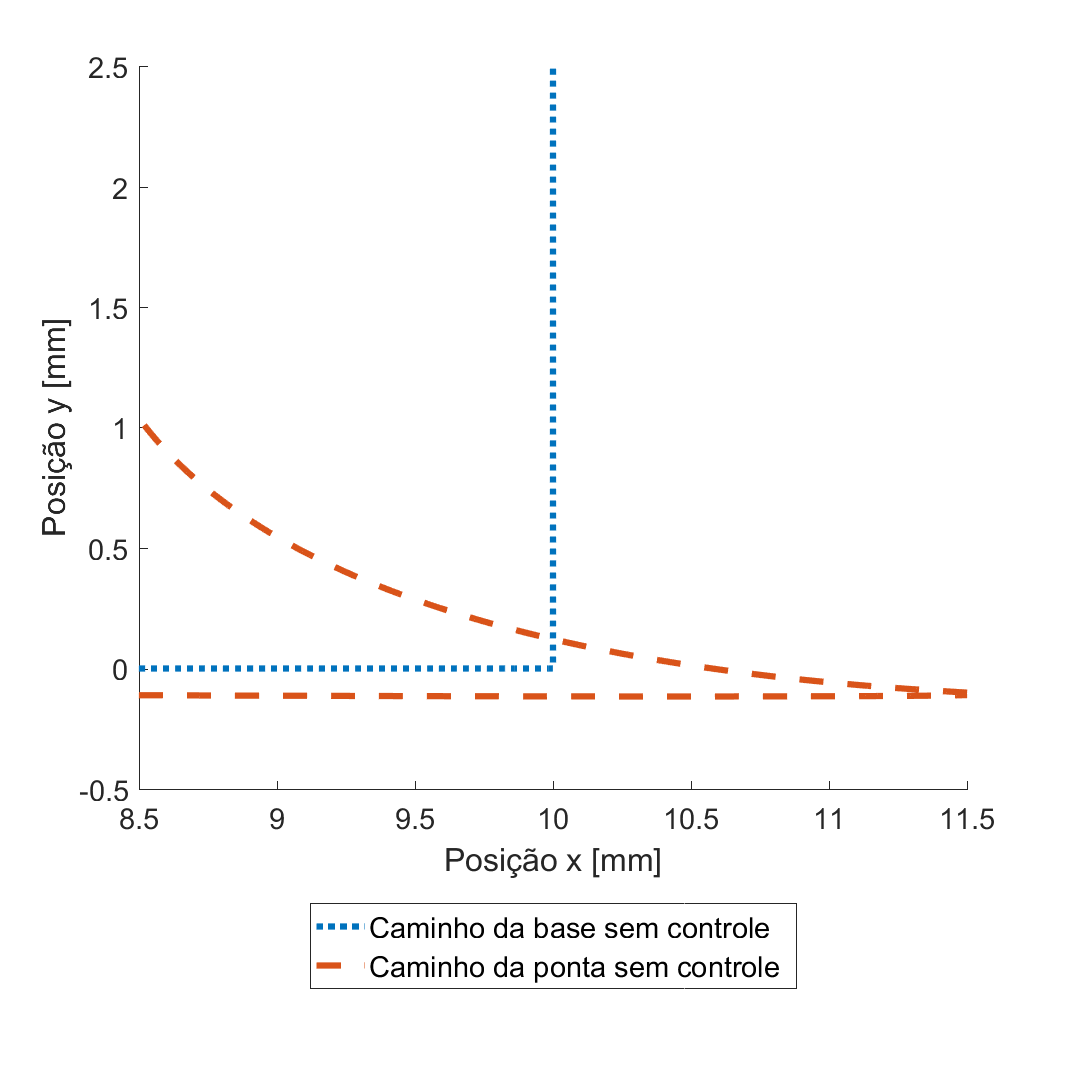 2.5
2
1.5
1
0.5
0
-0.5
Posição y [mm]
8.5 9 9.5 10 10.5 11 11.5
Posição x [mm]
Caminho da base sem controle
Caminho da ponta sem controle